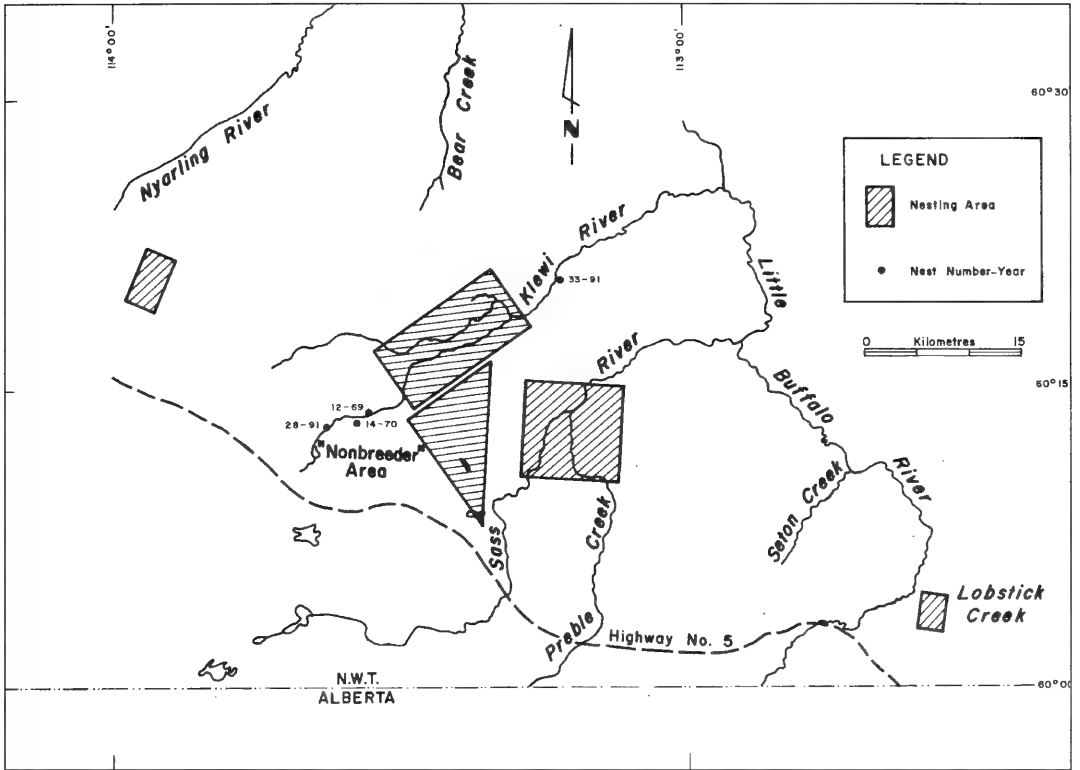 114°00'
113°00'
60°30'
Nyarling River
Bear Creek
N
LEGEND
Nesting Area
Nest Number-Year
Klewi River
33-91
Little Buffalo River
0 Kilometres 15
River
60°15'
12-69
28-91
14-70
"Nonbreeder"
Area
Sass
Creek
Preble
Seton Creek
Lobstick
Creek
Highway No. 5
N.W.T.
ALBERTA
60°00'